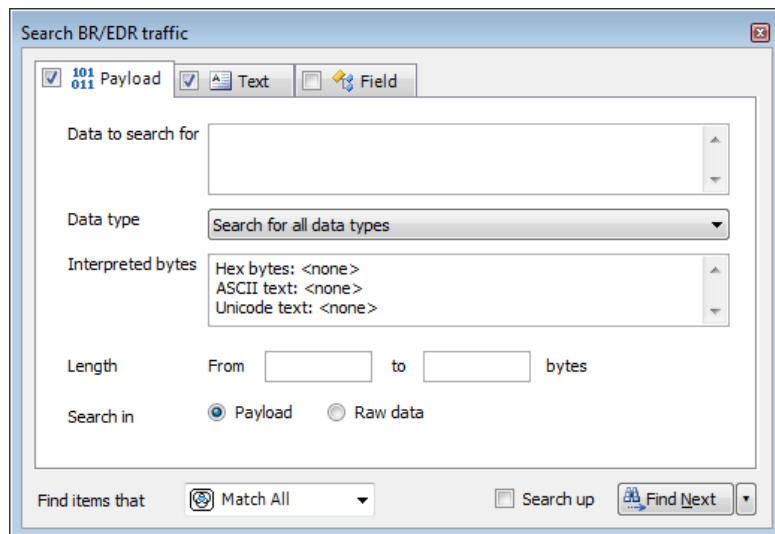 Search BR/EDR traffic
101 011 Payload Text Field
Data to search for
Data type Search for all data types
Interpreted bytes Hex bytes: <none>
ASCII text: <none>
Unicode text: <none>
Length From to bytes
Search in Payload Raw data
Find items that Match All Search up Find Next